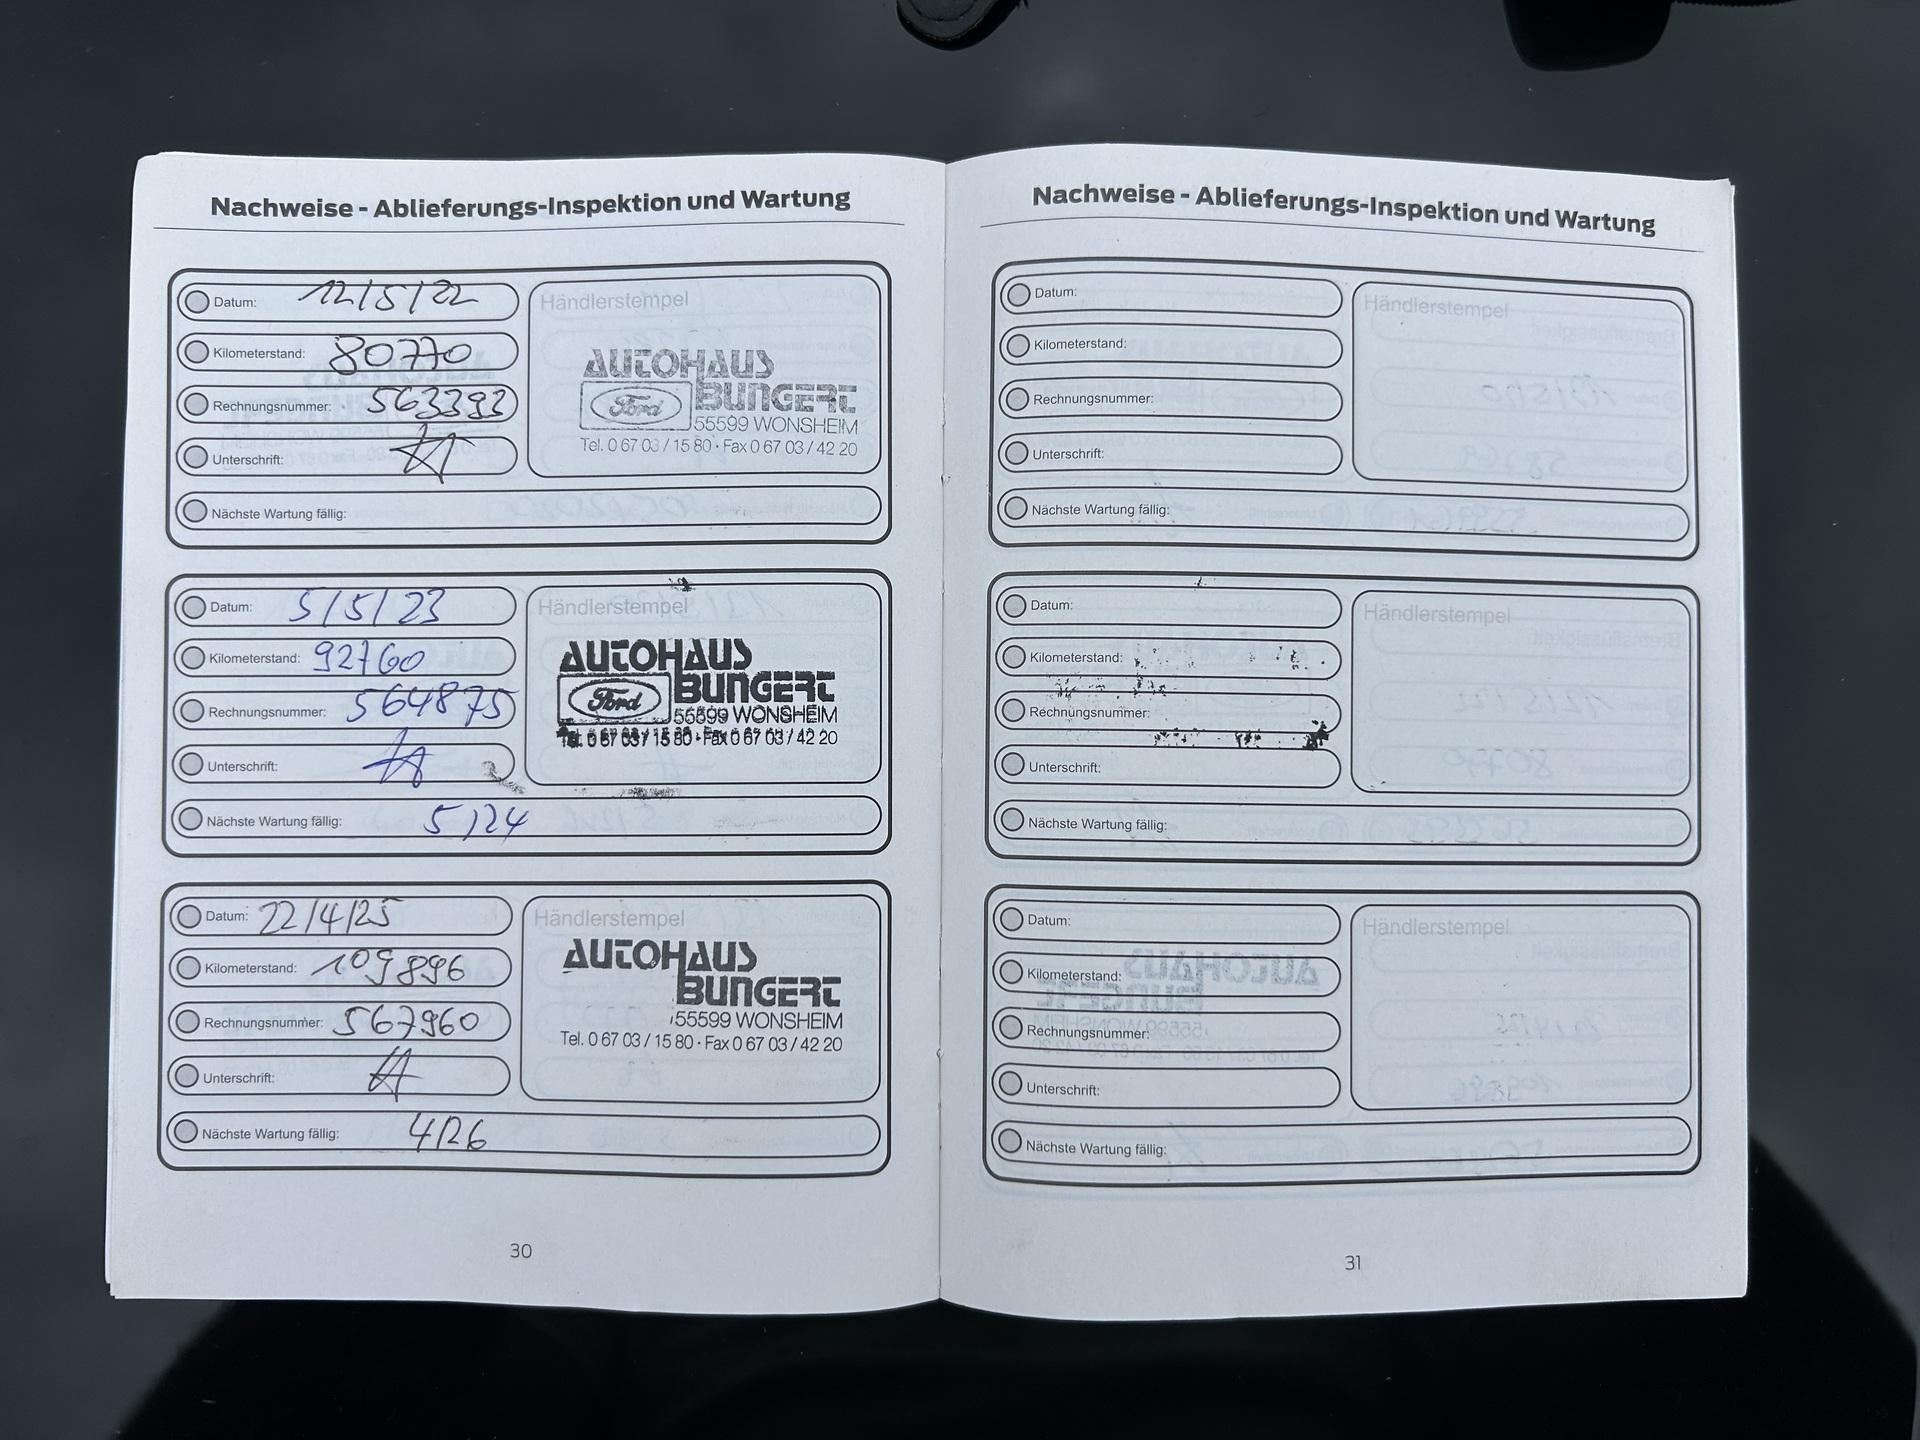 Nachweise - Ablieferungs-Inspektion und Wartung
Datum: 12/5/22
Kilometerstand: 80770
Rechnungsnummer: 563393
Unterschrift:
Nächste Wartung fällig:
Händlerstempel
AUTOHAUS
Ford BUNGERT
55599 WONSHEIM
Tel. 0 67 03 / 15 80 · Fax 0 67 03 / 42 20
Datum: 5/5/23
Kilometerstand: 92760
Rechnungsnummer: 564875
Unterschrift:
Nächste Wartung fällig: 5/24
Händlerstempel
AUTOHAUS
Ford BUNGERT
55599 WONSHEIM
Tel. 0 67 03 / 15 80 · Fax 0 67 03 / 42 20
Datum: 22/4/25
Kilometerstand: 109896
Rechnungsnummer: 567960
Unterschrift:
Nächste Wartung fällig: 4/26
Händlerstempel
AUTOHAUS
BUNGERT
55599 WONSHEIM
Tel. 0 67 03 / 15 80 · Fax 0 67 03 / 42 20
30
Nachweise - Ablieferungs-Inspektion und Wartung
Datum:
Kilometerstand:
Rechnungsnummer:
Unterschrift:
Nächste Wartung fällig:
Händlerstempel
Datum:
Kilometerstand:
Rechnungsnummer:
Unterschrift:
Nächste Wartung fällig:
Händlerstempel
Datum:
Kilometerstand:
Rechnungsnummer:
Unterschrift:
Nächste Wartung fällig:
Händlerstempel
31